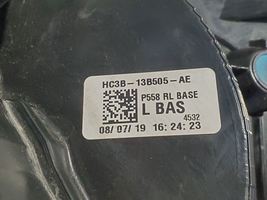 HC3B-13B505-AE
P558 RL BASE
L BAS
4532
08/07/19 16:24:23